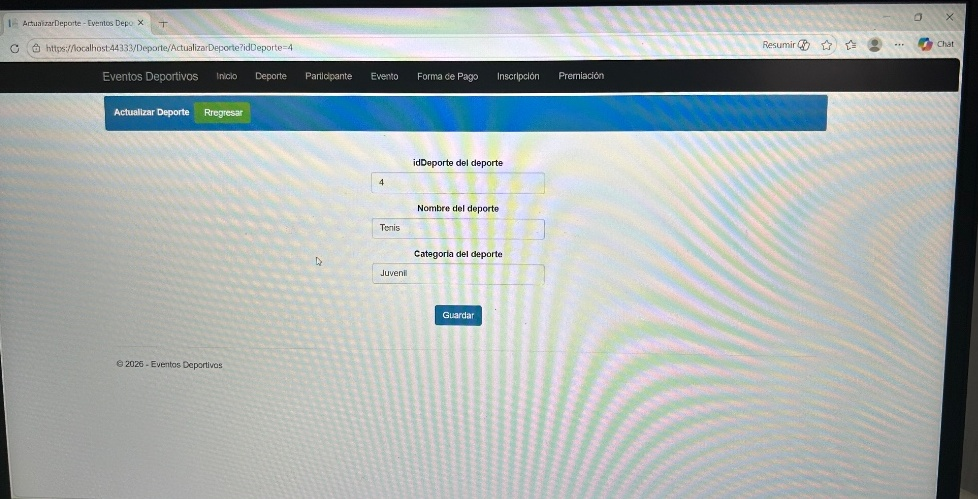 ActualizarDeporte - Eventos Depo
https://localhost:44333/Deporte/ActualizarDeporte?idDeporte=4
Resumir
Chat
Eventos Deportivos Inicio Deporte Participante Evento Forma de Pago Inscripción Premiación
Actualizar Deporte Rregresar
idDeporte del deporte
4
Nombre del deporte
Tenis
Categoria del deporte
Juvenil
Guardar
© 2026 - Eventos Deportivos